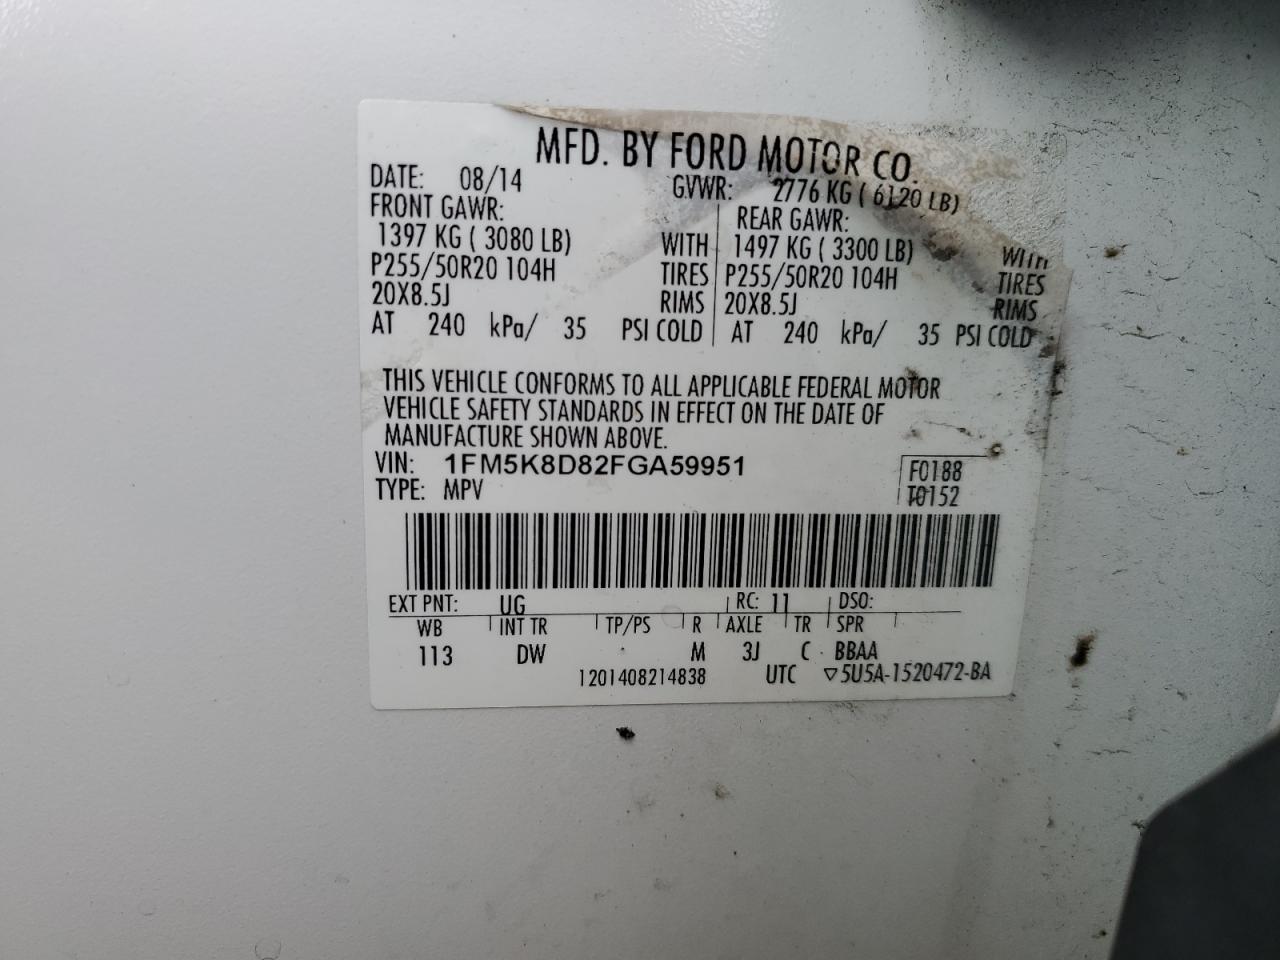 MFD. BY FORD MOTOR CO.
DATE: 08/14 GVWR: 2776 KG ( 6120 LB)
FRONT GAWR: REAR GAWR:
1397 KG ( 3080 LB) WITH 1497 KG ( 3300 LB) WITH
P255/50R20 104H TIRES P255/50R20 104H TIRES
20X8.5J RIMS 20X8.5J RIMS
AT 240 kPa/ 35 PSI COLD AT 240 kPa/ 35 PSI COLD
THIS VEHICLE CONFORMS TO ALL APPLICABLE FEDERAL MOTOR
VEHICLE SAFETY STANDARDS IN EFFECT ON THE DATE OF
MANUFACTURE SHOWN ABOVE.
VIN: 1FM5K8D82FGA59951 F0188
TYPE: MPV T0152
EXT PNT: UG RC: 11 DSO:
WB INT TR TP/PS R AXLE TR SPR
113 DW M 3J C BBAA
1201408214838 UTC ▽5U5A-1520472-BA